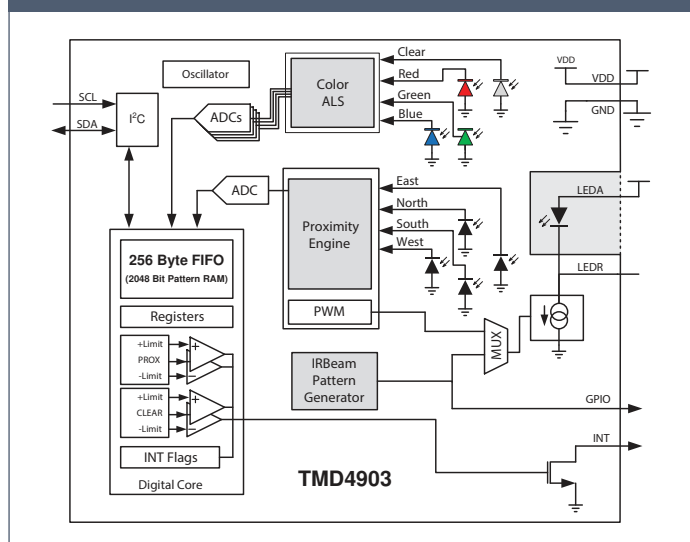 Oscillator
SCL
SDA
I²C
ADCs
Color
ALS
Clear
Red
Green
Blue
VDD
VDD
GND
ADC
Proximity
Engine
East
North
South
West
PWM
LEDA
LEDR
256 Byte FIFO
(2048 Bit Pattern RAM)
Registers
+Limit
PROX
-Limit
+
−
+Limit
CLEAR
-Limit
+
−
INT Flags
Digital Core
IRBeam
Pattern
Generator
MUX
GPIO
INT
TMD4903